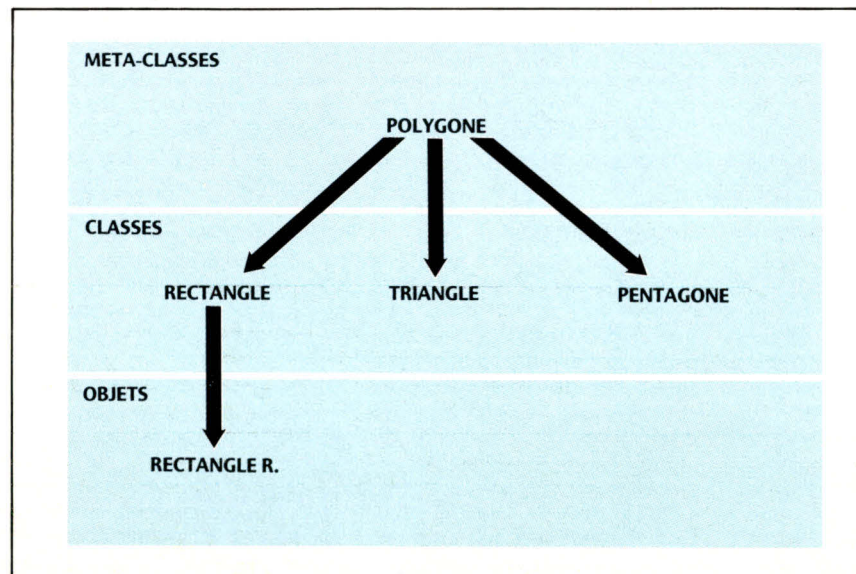 META-CLASSES
POLYGONE
CLASSES
RECTANGLE TRIANGLE PENTAGONE
OBJETS
RECTANGLE R.